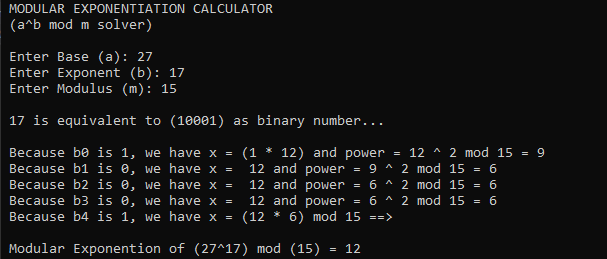 MODULAR EXPONENTIATION CALCULATOR
(a^b mod m solver)
Enter Base (a): 27
Enter Exponent (b): 17
Enter Modulus (m): 15
17 is equivalent to (10001) as binary number...
Because b0 is 1, we have x = (1 * 12) and power = 12 ^ 2 mod 15 = 9
Because b1 is 0, we have x =  12 and power = 9 ^ 2 mod 15 = 6
Because b2 is 0, we have x =  12 and power = 6 ^ 2 mod 15 = 6
Because b3 is 0, we have x =  12 and power = 6 ^ 2 mod 15 = 6
Because b4 is 1, we have x = (12 * 6) mod 15 ==>
Modular Exponention of (27^17) mod (15) = 12